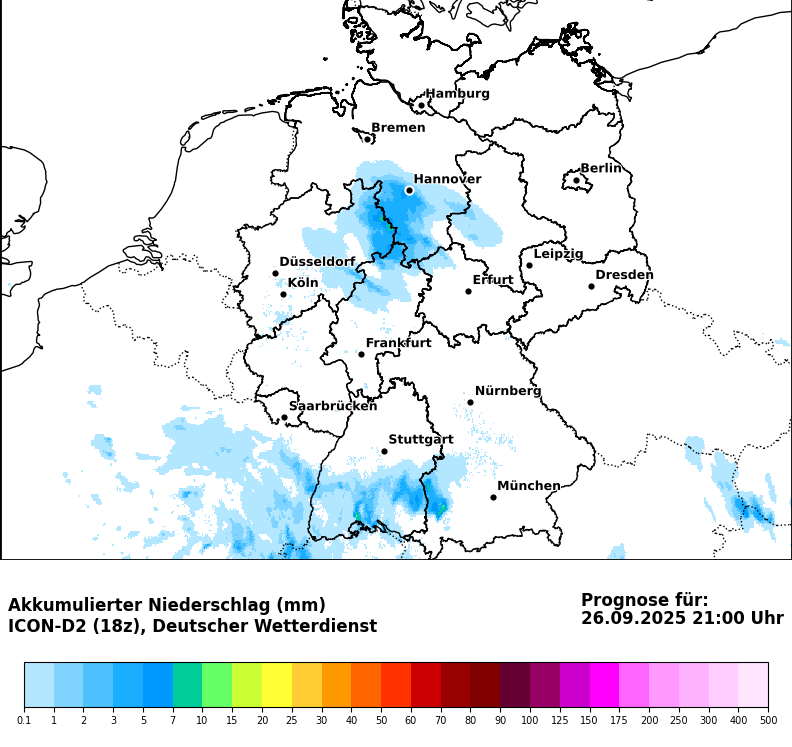 Hamburg
Bremen
Hannover
Berlin
Düsseldorf
Köln
Leipzig
Erfurt
Dresden
Frankfurt
Nürnberg
Saarbrücken
Stuttgart
München
Akkumulierter Niederschlag (mm)
ICON-D2 (18z), Deutscher Wetterdienst
Prognose für:
26.09.2025 21:00 Uhr
0.1 1 2 3 5 7 10 15 20 25 30 40 50 60 70 80 90 100 125 150 175 200 250 300 400 500